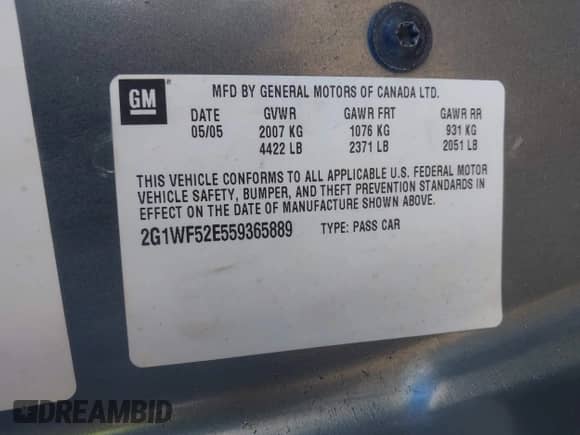 GM ®
MFD BY GENERAL MOTORS OF CANADA LTD.
DATE GVWR GAWR FRT GAWR RR
05/05 2007 KG 1076 KG 931 KG
4422 LB 2371 LB 2051 LB
THIS VEHICLE CONFORMS TO ALL APPLICABLE U.S. FEDERAL MOTOR
VEHICLE SAFETY, BUMPER, AND THEFT PREVENTION STANDARDS IN
EFFECT ON THE DATE OF MANUFACTURE SHOWN ABOVE.
2G1WF52E559365889 TYPE: PASS CAR
DREAMBID